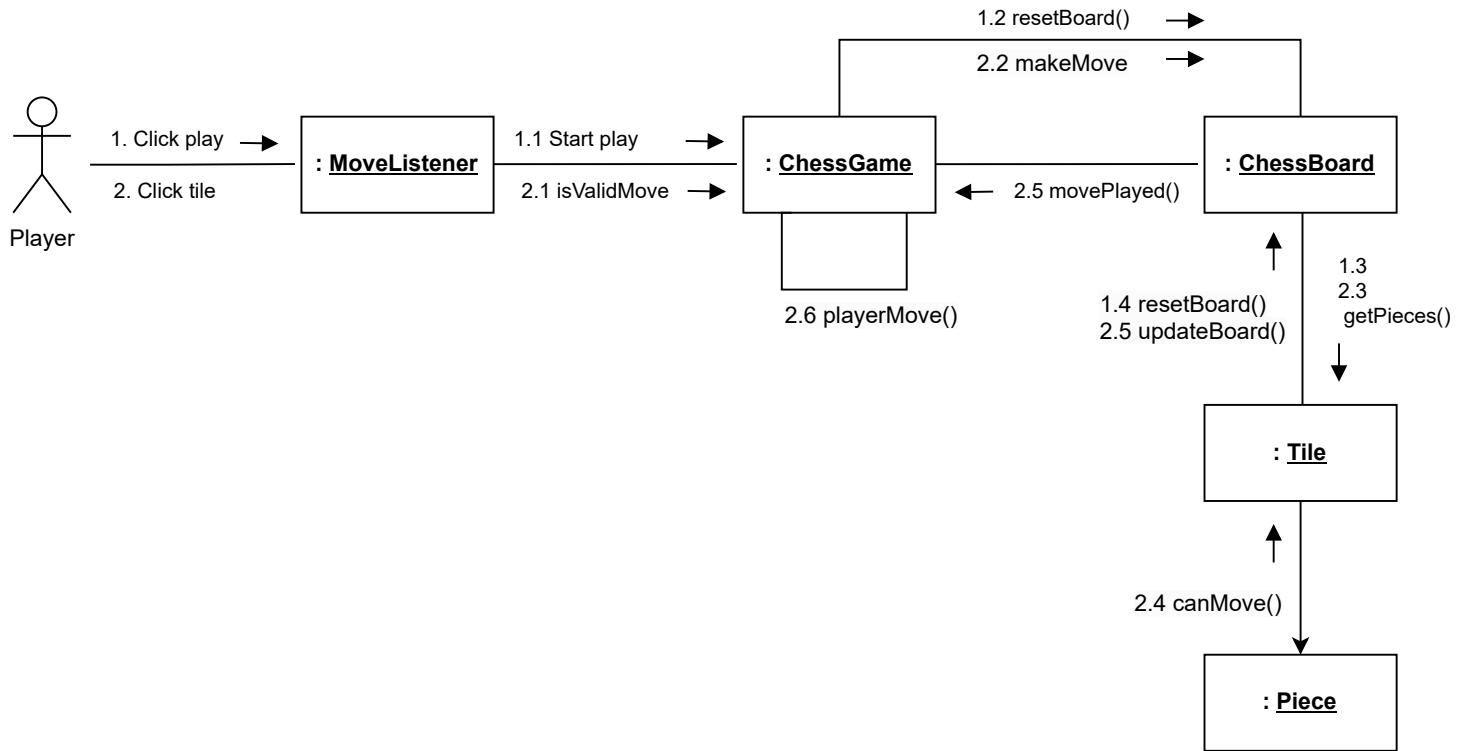 1.2 resetBoard()
2.2 makeMove
1. Click play
1.1 Start play
: MoveListener
: ChessGame
: ChessBoard
2. Click tile
2.1 isValidMove
2.5 movePlayed()
Player
1.3
2.3
getPieces()
1.4 resetBoard()
2.5 updateBoard()
2.6 playerMove()
: Tile
2.4 canMove()
: Piece